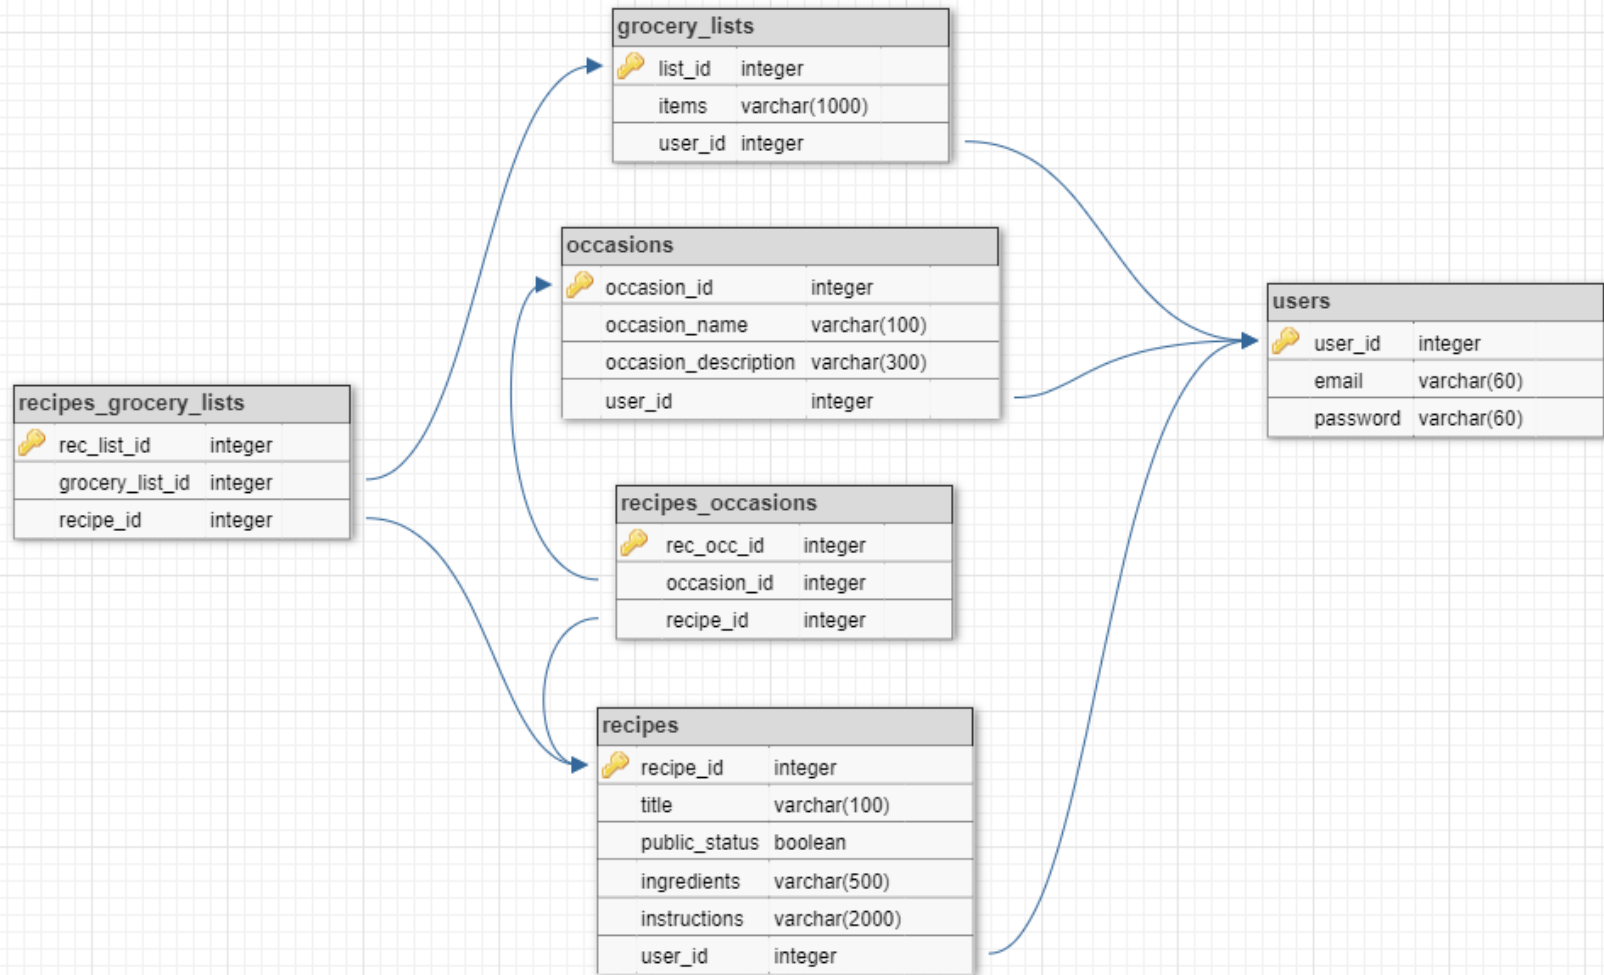 grocery_lists
list_id integer
items varchar(1000)
user_id integer
occasions
occasion_id integer
occasion_name varchar(100)
occasion_description varchar(300)
user_id integer
users
user_id integer
email varchar(60)
password varchar(60)
recipes_grocery_lists
rec_list_id integer
grocery_list_id integer
recipe_id integer
recipes_occasions
rec_occ_id integer
occasion_id integer
recipe_id integer
recipes
recipe_id integer
title varchar(100)
public_status boolean
ingredients varchar(500)
instructions varchar(2000)
user_id integer